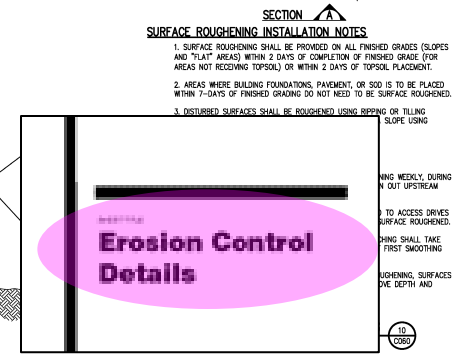 SECTION A
SURFACE ROUGHENING INSTALLATION NOTES
1. SURFACE ROUGHENING SHALL BE PROVIDED ON ALL FINISHED GRADES (SLOPES
AND "FLAT" AREAS) WITHIN 2 DAYS OF COMPLETION OF FINISHED GRADE (FOR
AREAS NOT RECEIVING TOPSOIL) OR WITHIN 2 DAYS OF TOPSOIL PLACEMENT.
2. AREAS WHERE BUILDING FOUNDATIONS, PAVEMENT, OR SOD IS TO BE PLACED
WITHIN 7-DAYS OF FINISHED GRADING DO NOT NEED TO BE SURFACE ROUGHENED.
3. DISTURBED SURFACES SHALL BE ROUGHENED USING RIPPING OR TILLING
SLOPE USING
NING WEEKLY, DURING
N OUT UPSTREAM
TO ACCESS DRIVES
SURFACE ROUGHENED.
CHING SHALL TAKE
FIRST SMOOTHING
UGHENING, SURFACES
OVE DEPTH AND
SHEET TITLE
Erosion Control
Details
10
C060